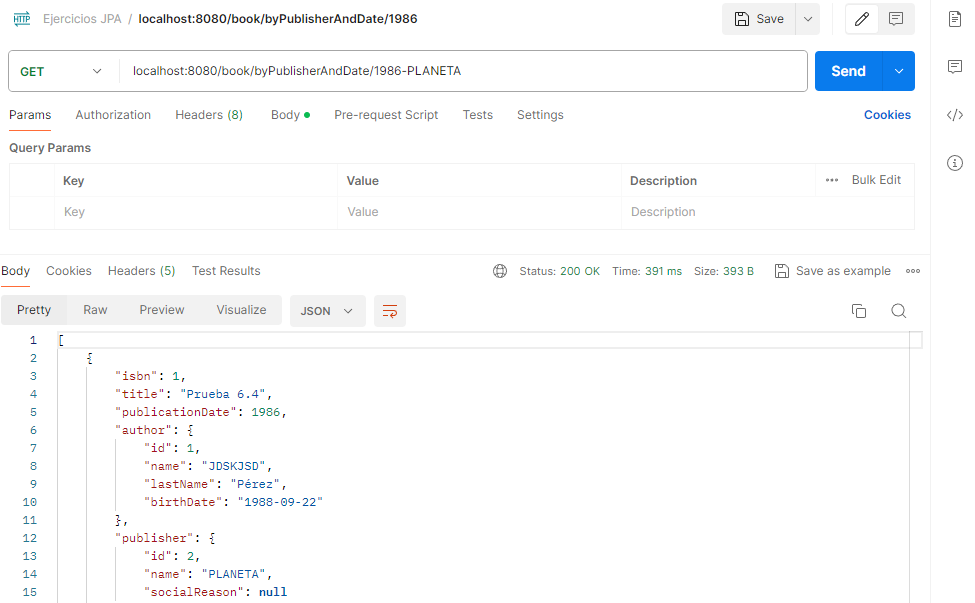 HTTP Ejercicios JPA / localhost:8080/book/byPublisherAndDate/1986 Save
GET localhost:8080/book/byPublisherAndDate/1986-PLANETA Send
Params Authorization Headers (8) Body Pre-request Script Tests Settings Cookies
Query Params
Key Value Description ••• Bulk Edit
Key Value Description
Body Cookies Headers (5) Test Results Status: 200 OK Time: 391 ms Size: 393 B Save as example
Pretty Raw Preview Visualize JSON
1 [
2 {
3 "isbn": 1,
4 "title": "Prueba 6.4",
5 "publicationDate": 1986,
6 "author": {
7 "id": 1,
8 "name": "JDSKJSD",
9 "lastName": "Pérez",
10 "birthDate": "1988-09-22"
11 },
12 "publisher": {
13 "id": 2,
14 "name": "PLANETA",
15 "socialReason": null